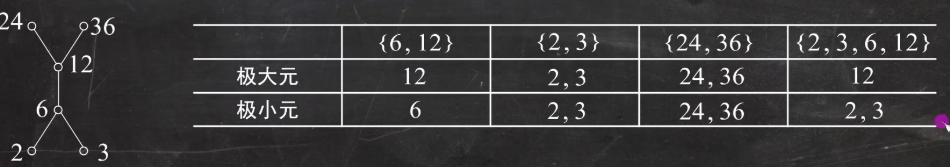 24 36
12
6
2 3
{6, 12} {2, 3} {24, 36} {2, 3, 6, 12}
极大元 12 2, 3 24, 36 12
极小元 6 2, 3 24, 36 2, 3